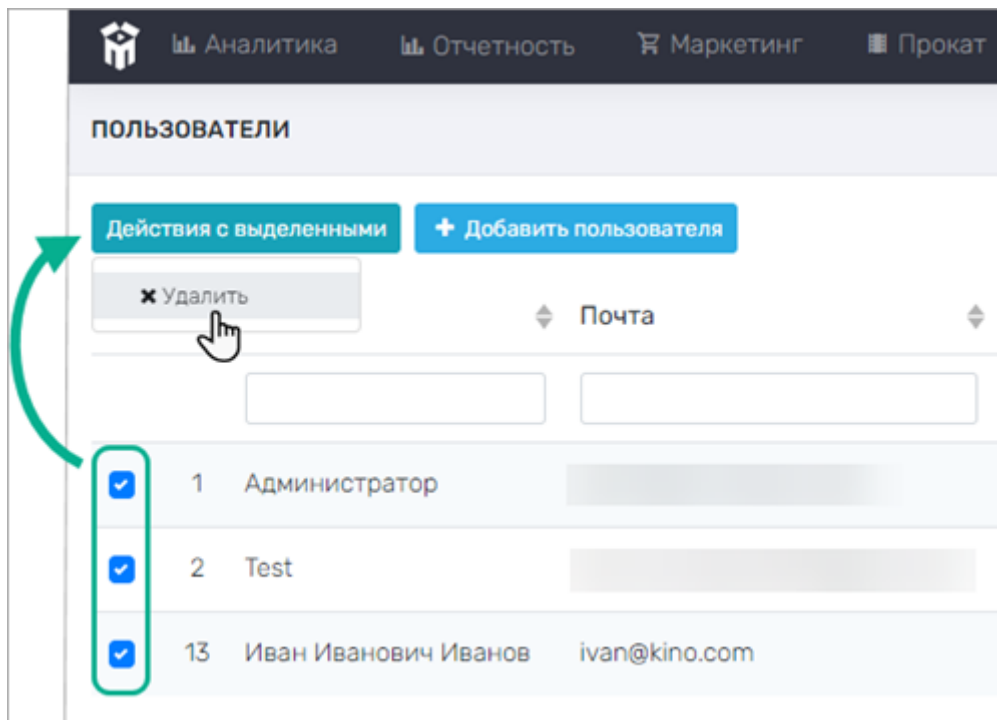 Аналитика Отчетность Маркетинг Прокат
ПОЛЬЗОВАТЕЛИ
Действия с выделенными + Добавить пользователя
Удалить
Почта
1 Администратор
2 Test
13 Иван Иванович Иванов ivan@kino.com